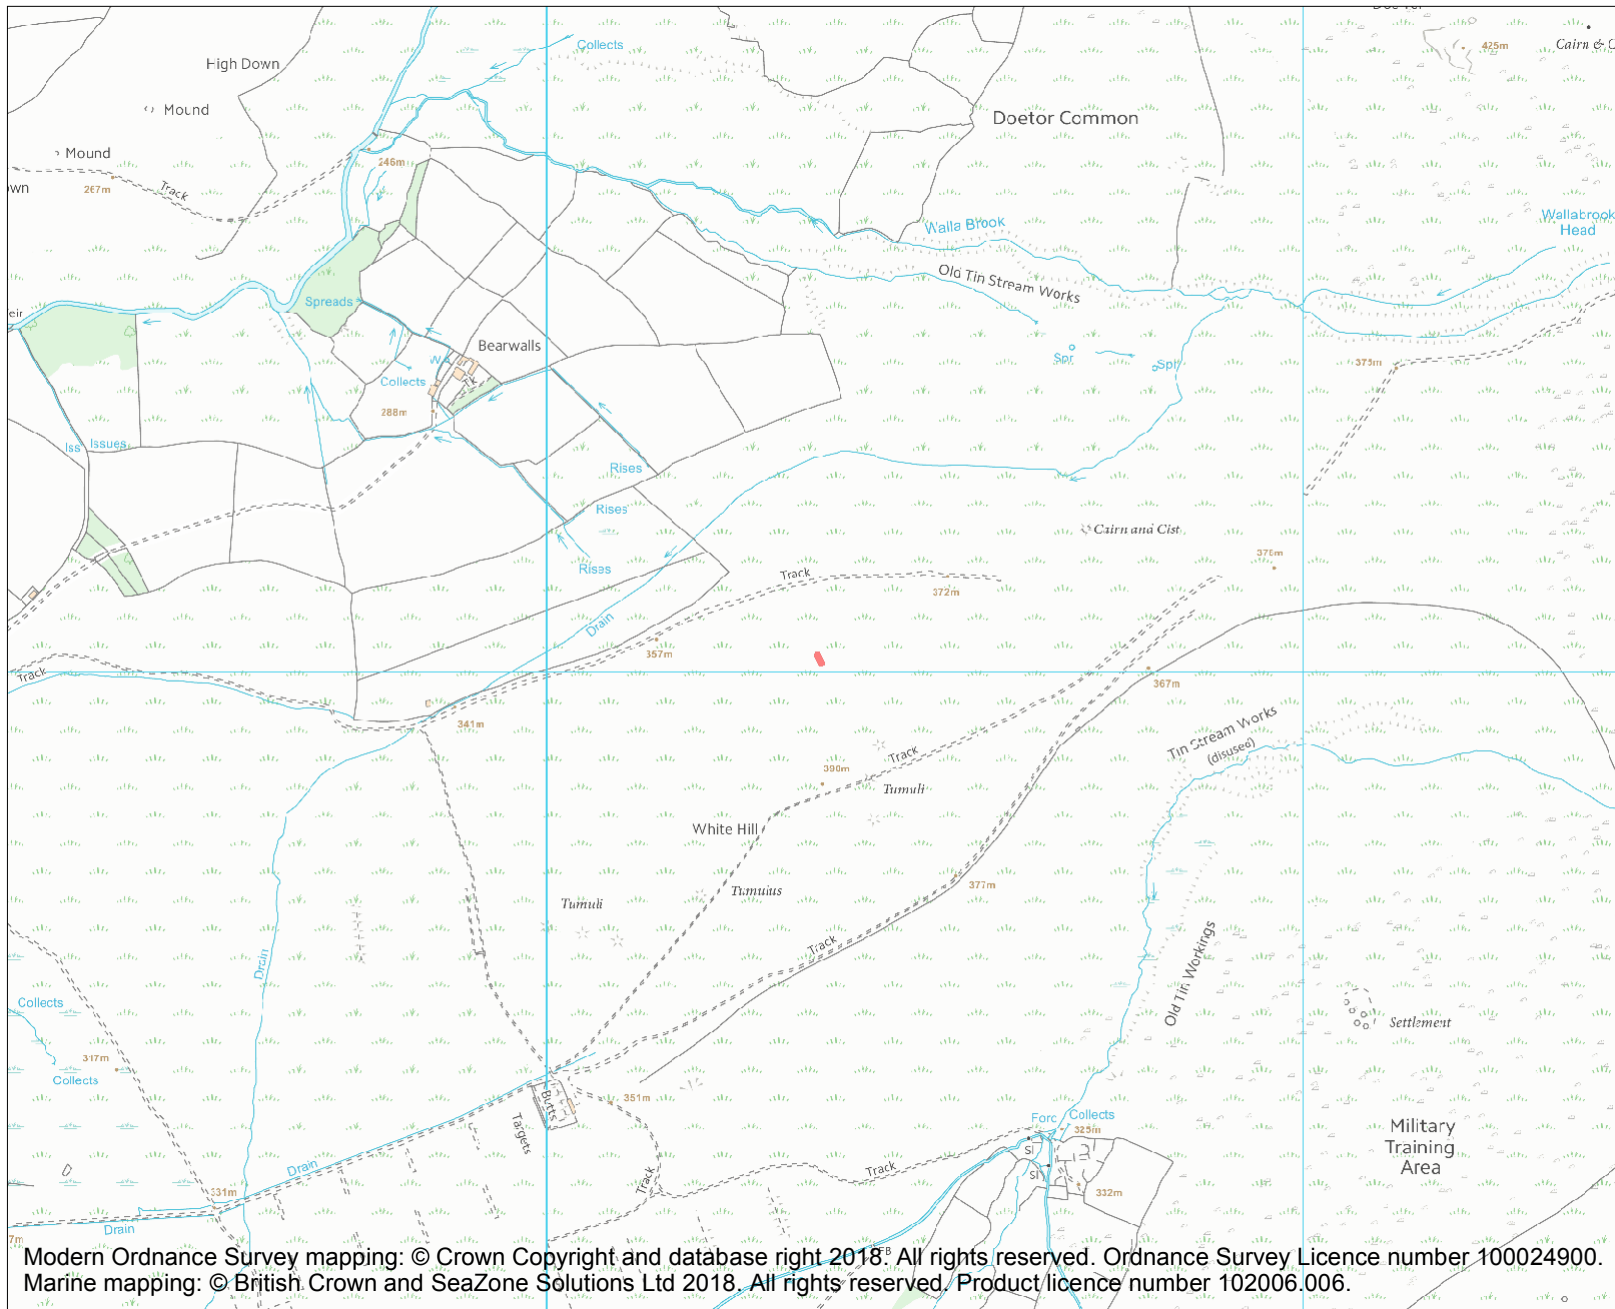 425m
Cairn & C
Collects
High Down
Mound
Doetor Common
Mound
246m
267m
Track
Wallabrook
Head
Walla Brook
Old Tin Stream Works
Spreads
Bearwalls
Spr
Spr
375m
Collects
288m
Iss
Issues
Rises
Rises
Cairn and Cist
Rises
Track
372m
Drain
357m
Track
367m
341m
Tin Stream Works
(disused)
Track
390m
Tumuli
White Hill
377m
Tumulus
Tumuli
Track
Drain
Old Tin Workings
Collects
Settlement
317m
Collects
Butts
351m
Targets
Collects
325m
Military
Training
Area
Sl
Sl
Drain
Track
Track
331m
332m
Drain
FB
Modern Ordnance Survey mapping: © Crown Copyright and database right 2018. All rights reserved. Ordnance Survey Licence number 100024900.
Marine mapping: © British Crown and SeaZone Solutions Ltd 2018. All rights reserved. Product licence number 102006.006.